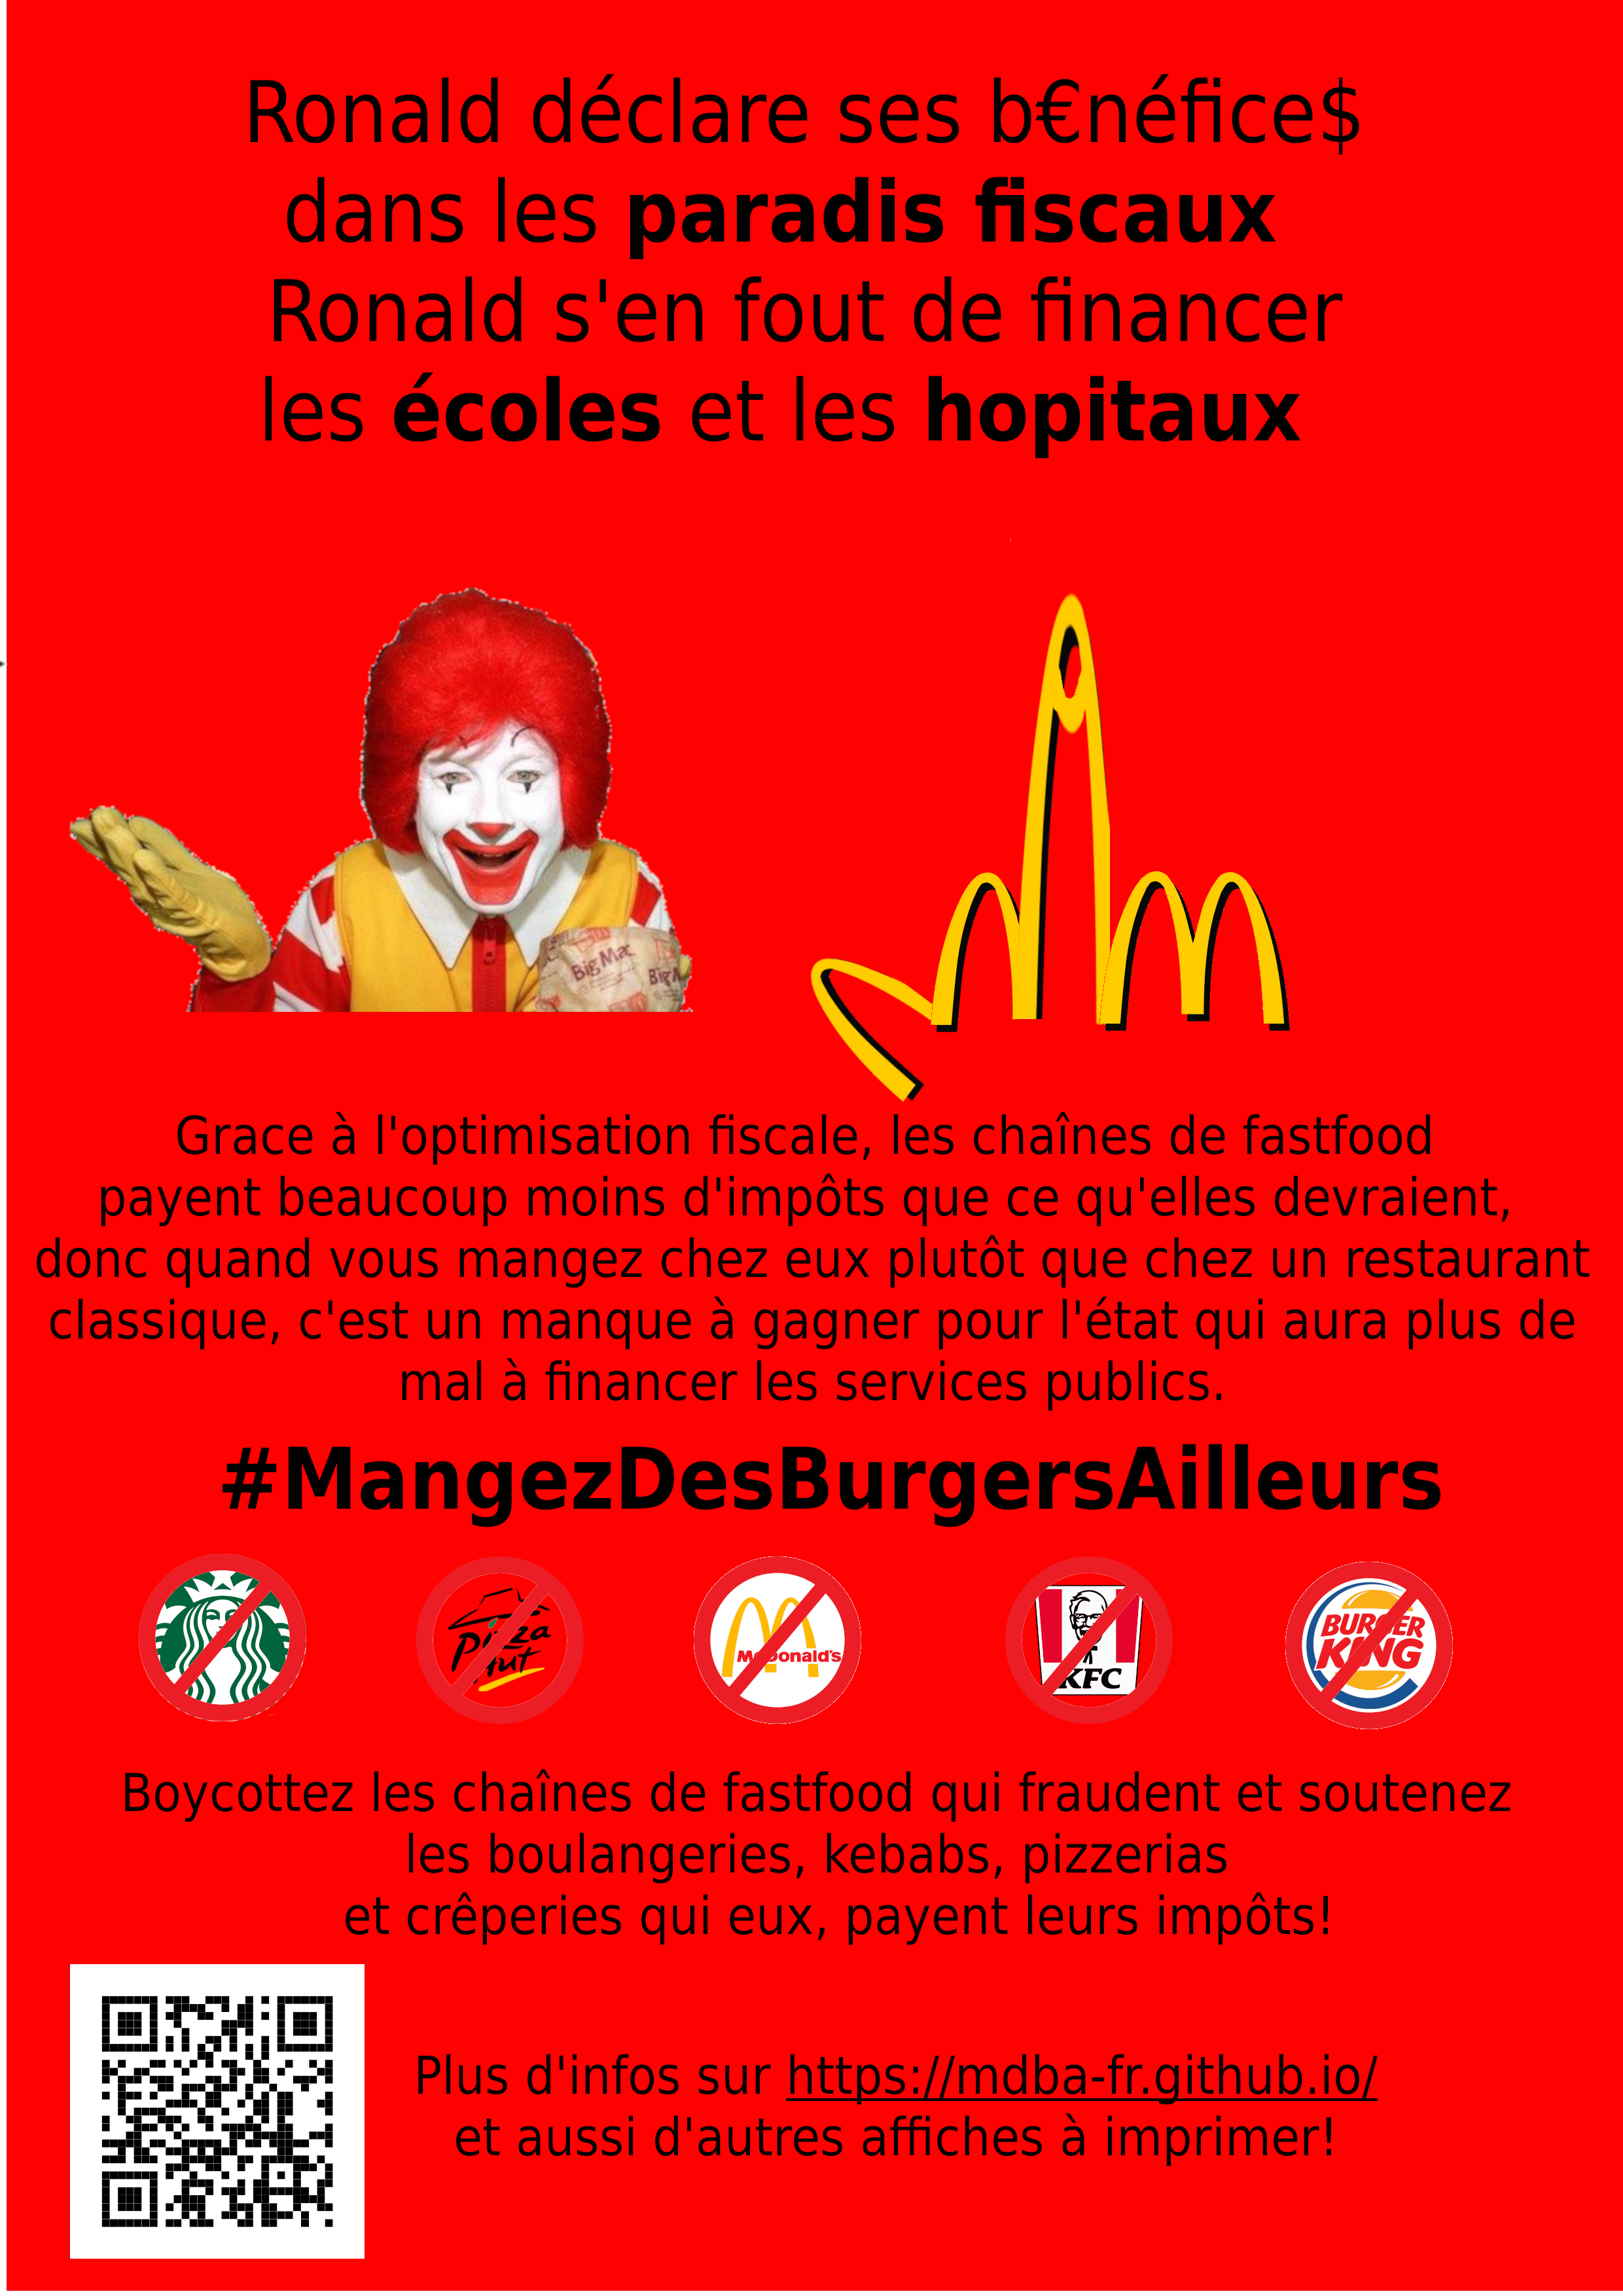 Ronald déclare ses b€néfice$
dans les paradis fiscaux
Ronald s'en fout de financer
les écoles et les hopitaux
Big Mac
Big M
Grace à l'optimisation fiscale, les chaînes de fastfood
payent beaucoup moins d'impôts que ce qu'elles devraient,
donc quand vous mangez chez eux plutôt que chez un restaurant
classique, c'est un manque à gagner pour l'état qui aura plus de
mal à financer les services publics.
#MangezDesBurgersAilleurs
Pizza
Hut
McDonald's
KFC
BURGER
KING
Boycottez les chaînes de fastfood qui fraudent et soutenez
les boulangeries, kebabs, pizzerias
et crêperies qui eux, payent leurs impôts!
Plus d'infos sur https://mdba-fr.github.io/
et aussi d'autres affiches à imprimer!